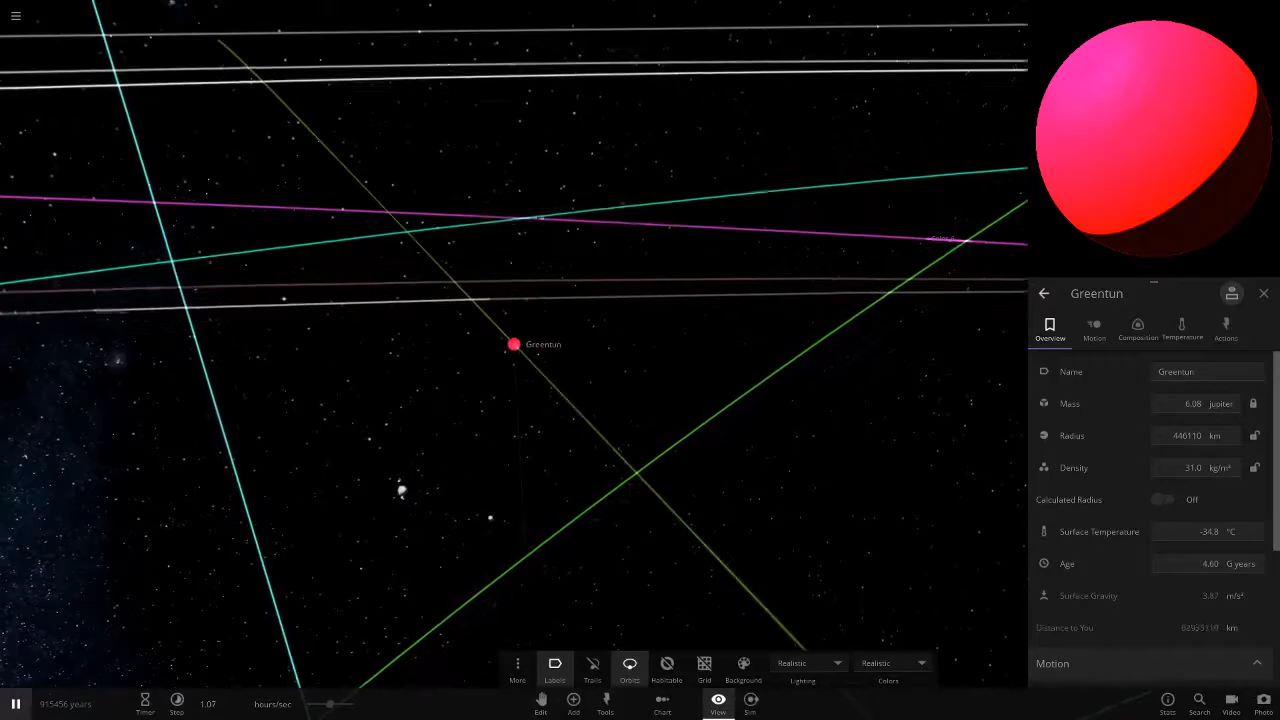 Greentun
Greentun
Overview
Motion
Composition
Temperature
Actions
Name Greentun
Mass 6.08 jupiter
Radius 446110 km
Density 31.0 kg/m³
Calculated Radius Off
Surface Temperature -34.8 °C
Age 4.60 G years
Surface Gravity 3.87 m/s²
Distance to You km
Motion
More
Labels
Trails
Orbits
Habitable
Grid
Background
Realistic
Lighting
Realistic
Colors
915456 years
Timer
Step
1.07 hours/sec
Edit
Add
Tools
Chart
View
Sim
Stats
Search
Video
Photo